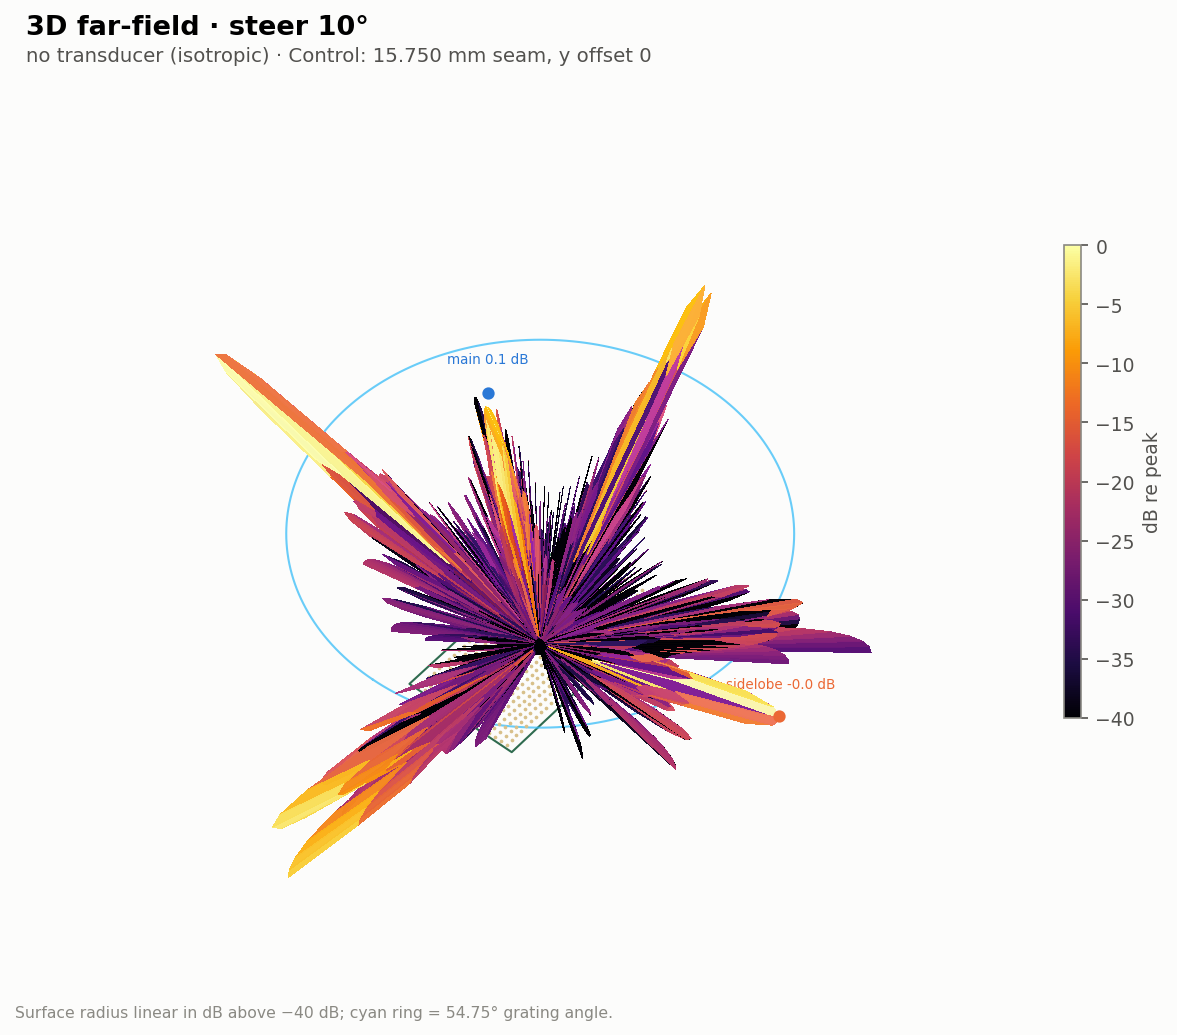 3D far-field · steer 10°
no transducer (isotropic) · Control: 15.750 mm seam, y offset 0
main 0.1 dB
sidelobe -0.0 dB
0
−5
−10
−15
−20
−25
−30
−35
−40
dB re peak
Surface radius linear in dB above −40 dB; cyan ring = 54.75° grating angle.